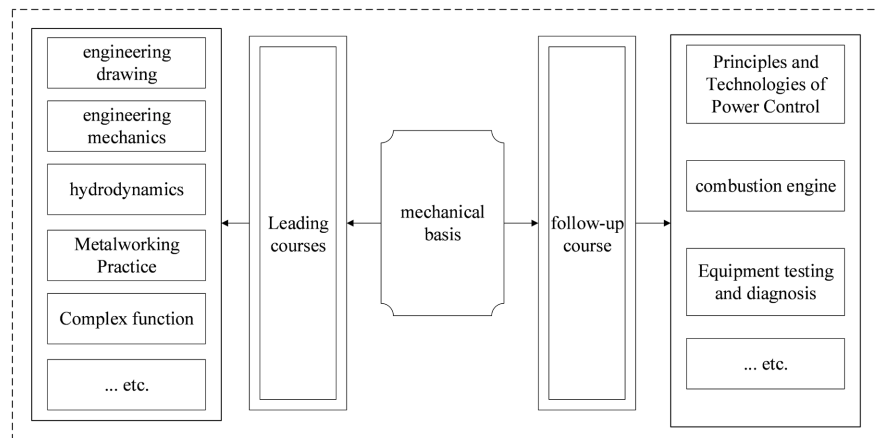 engineering
drawing
engineering
mechanics
hydrodynamics
Metalworking
Practice
Complex function
... etc.
Leading
courses
mechanical
basis
follow-up
course
Principles and
Technologies of
Power Control
combustion engine
Equipment testing
and diagnosis
... etc.